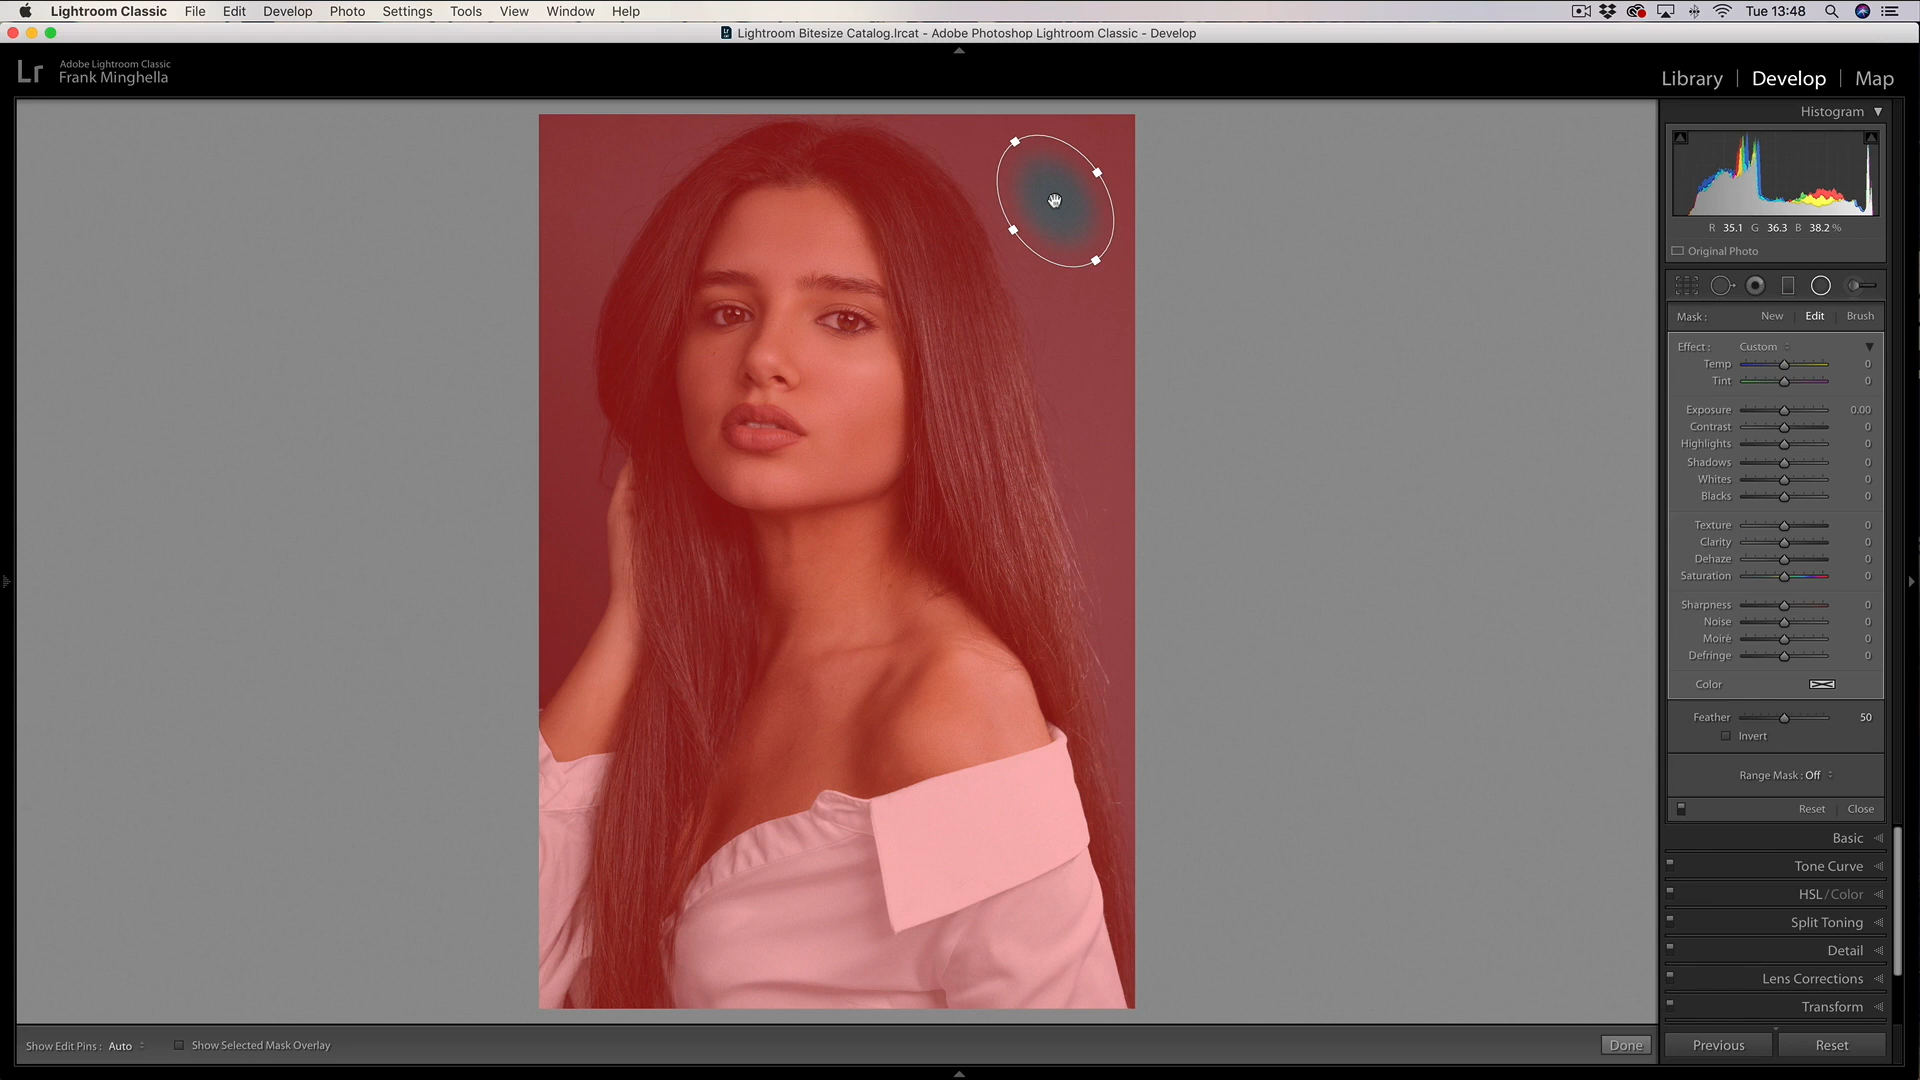 Lightroom Classic File Edit Develop Photo Settings Tools View Window Help Tue 13:48
Lightroom Bitesize Catalog.lrcat - Adobe Photoshop Lightroom Classic - Develop
Lr
Adobe Lightroom Classic
Frank Minghella
Library | Develop | Map
Histogram
R 35.1 G 36.3 B 38.2 %
Original Photo
Mask : New Edit Brush
Effect : Custom
Temp 0
Tint 0
Exposure 0.00
Contrast 0
Highlights 0
Shadows 0
Whites 0
Blacks 0
Texture 0
Clarity 0
Dehaze 0
Saturation 0
Sharpness 0
Noise 0
Moiré 0
Defringe 0
Color
Feather 50
Invert
Range Mask : Off
Reset Close
Basic
Tone Curve
HSL / Color
Split Toning
Detail
Lens Corrections
Transform
Show Edit Pins : Auto Show Selected Mask Overlay Done
Previous Reset